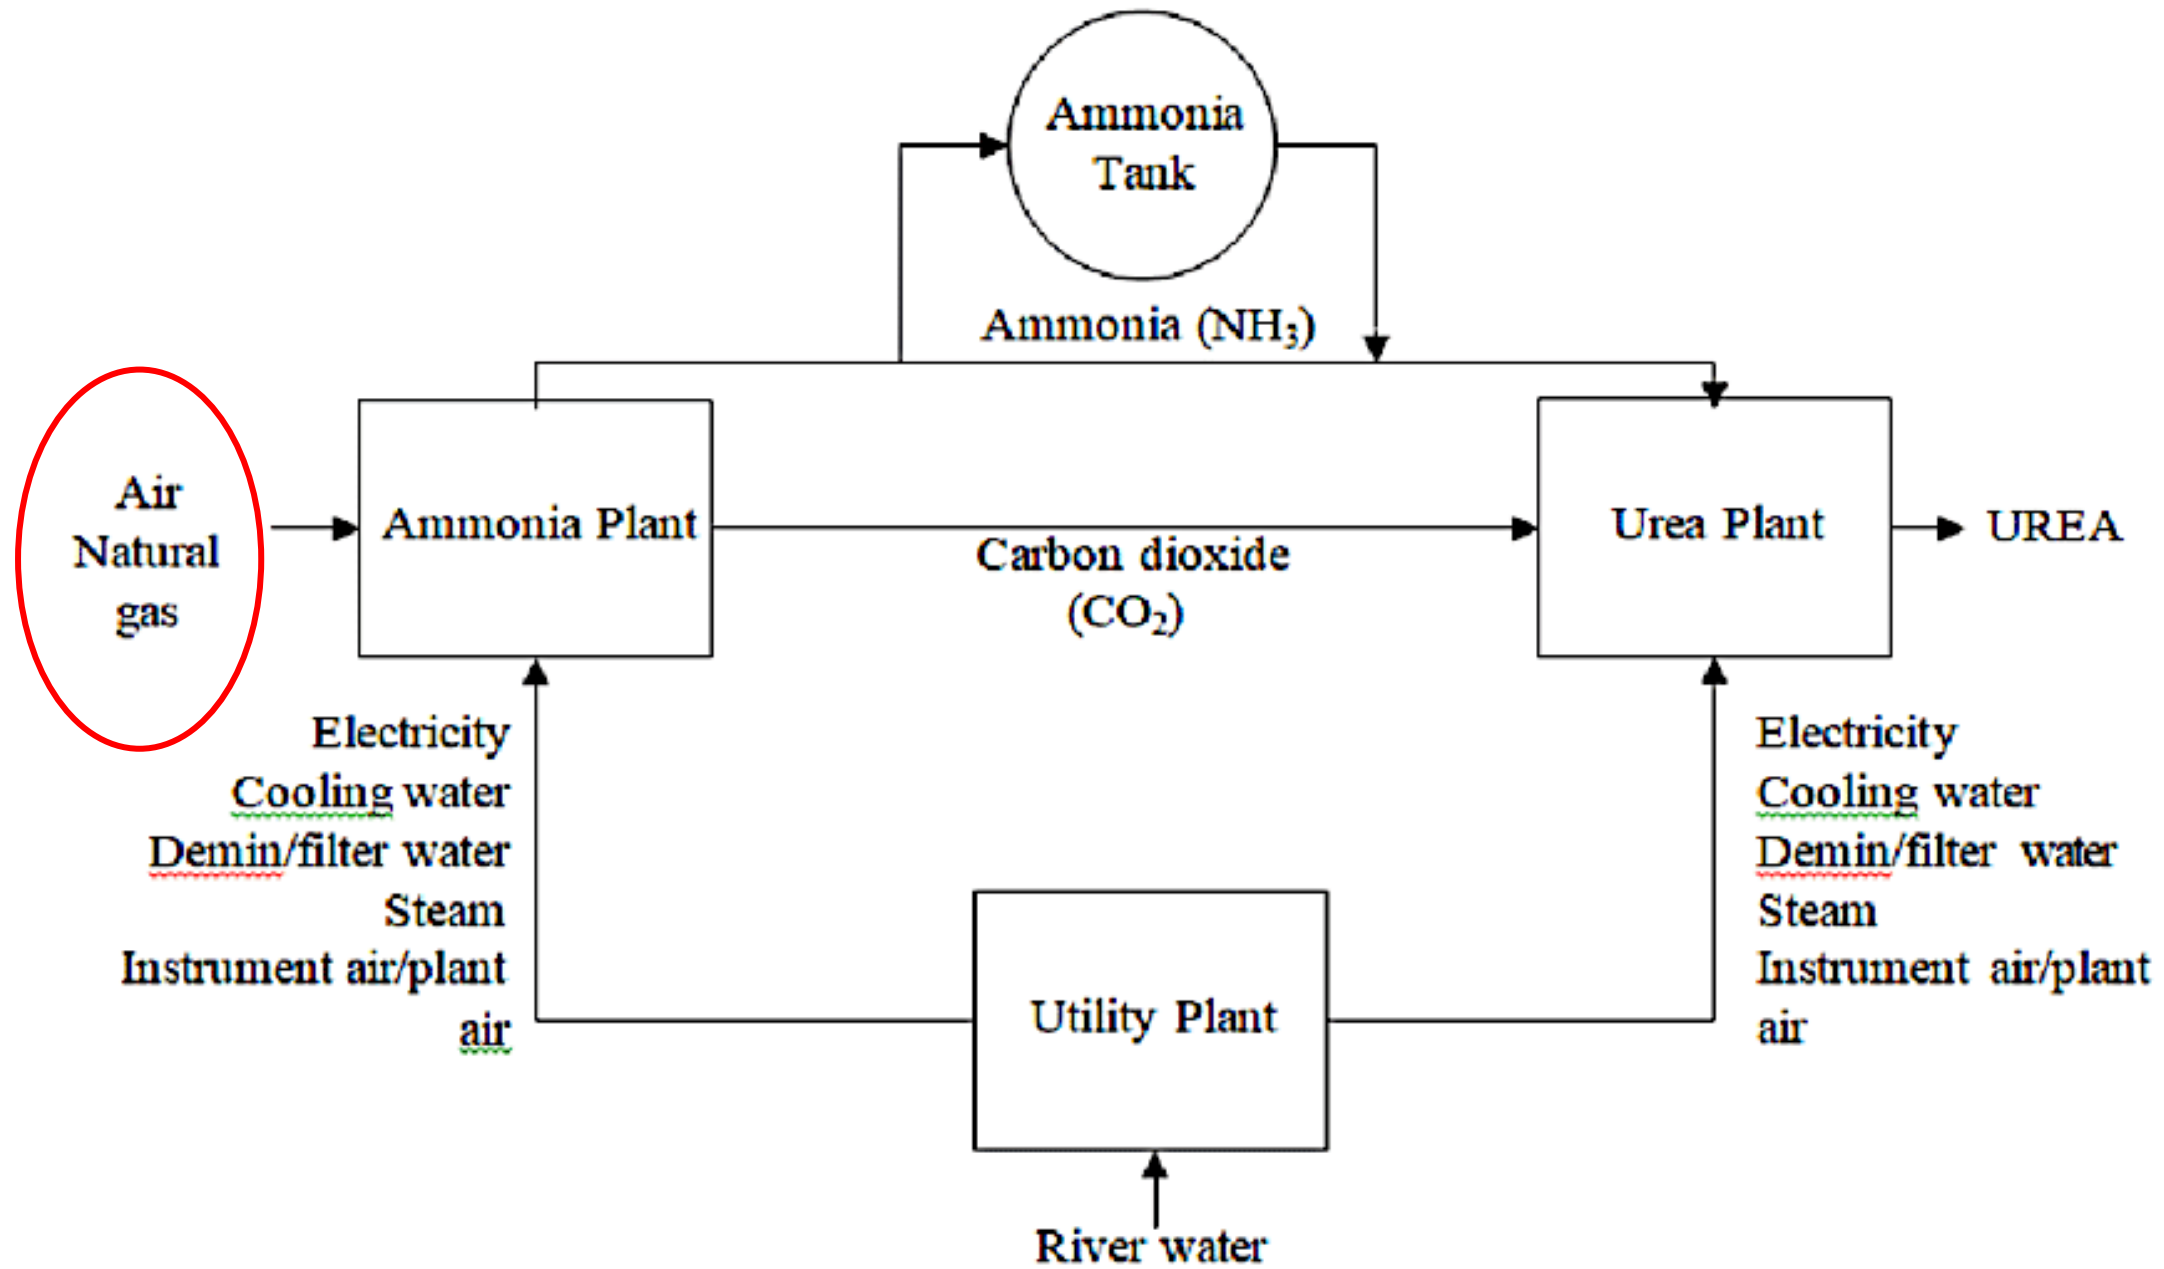 Ammonia
Tank
Ammonia (NH₃)
Air
Natural
gas
Ammonia Plant
Carbon dioxide
(CO₂)
Urea Plant
UREA
Electricity
Cooling water
Demin/filter water
Steam
Instrument air/plant
air
Electricity
Cooling water
Demin/filter water
Steam
Instrument air/plant
air
Utility Plant
River water